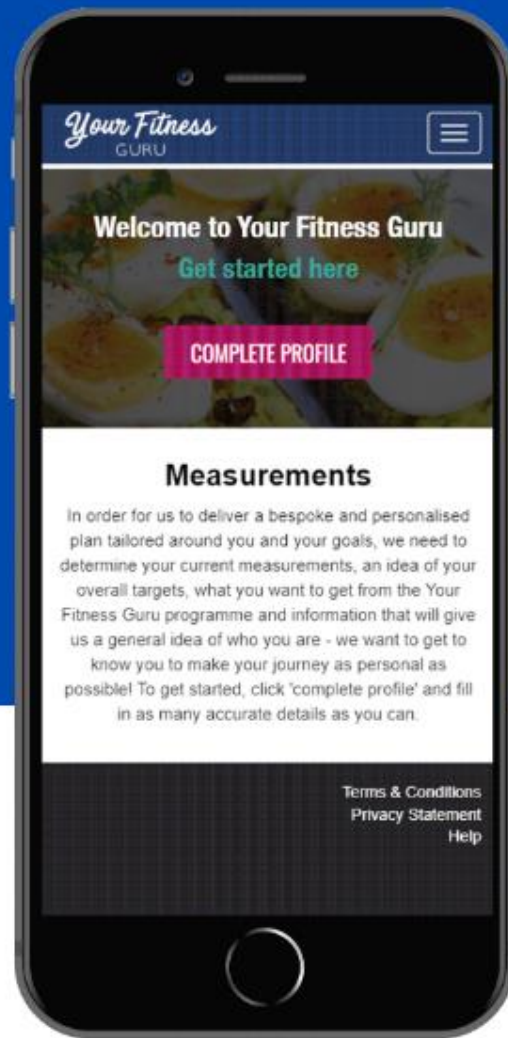 Your Fitness
GURU
Welcome to Your Fitness Guru
Get started here
COMPLETE PROFILE
Measurements
In order for us to deliver a bespoke and personalised
plan tailored around you and your goals, we need to
determine your current measurements, an idea of your
overall targets, what you want to get from the Your
Fitness Guru programme and information that will give
us a general idea of who you are - we want to get to
know you to make your journey as personal as
possible! To get started, click 'complete profile' and fill
in as many accurate details as you can.
Terms & Conditions
Privacy Statement
Help